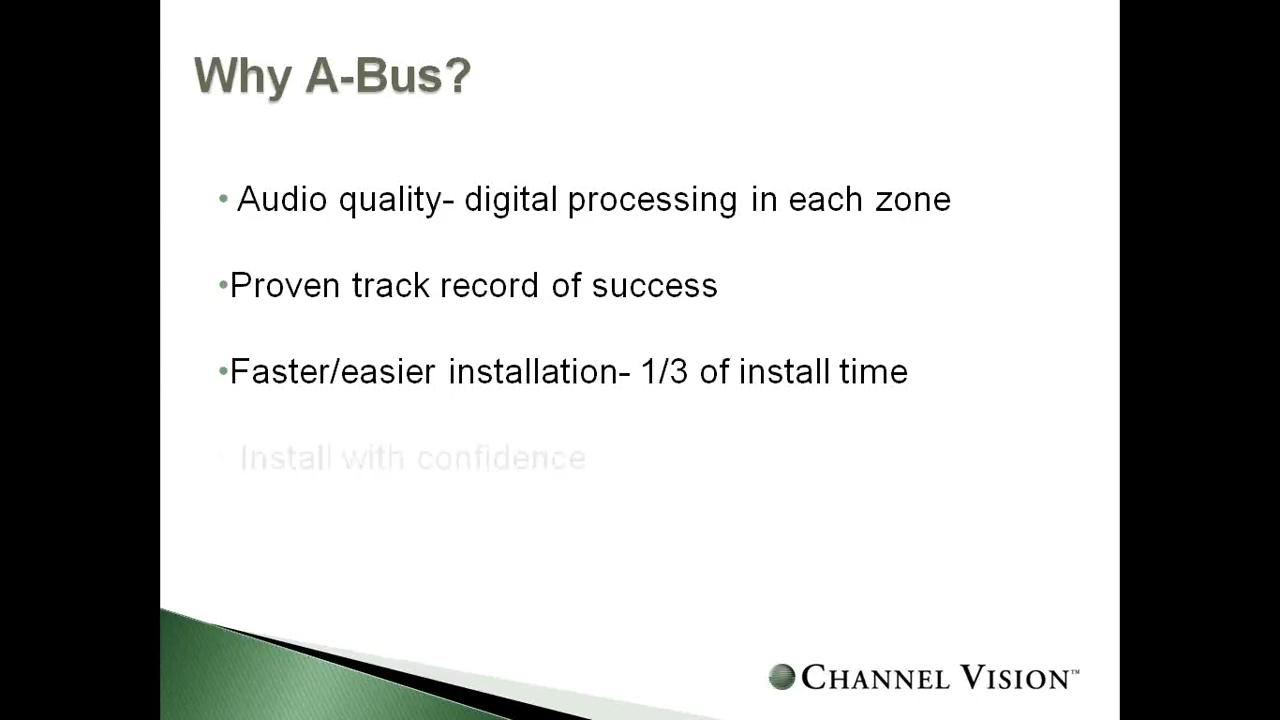 Why A-Bus?
• Audio quality- digital processing in each zone
•Proven track record of success
•Faster/easier installation- 1/3 of install time
• Install with confidence
CHANNEL VISION™